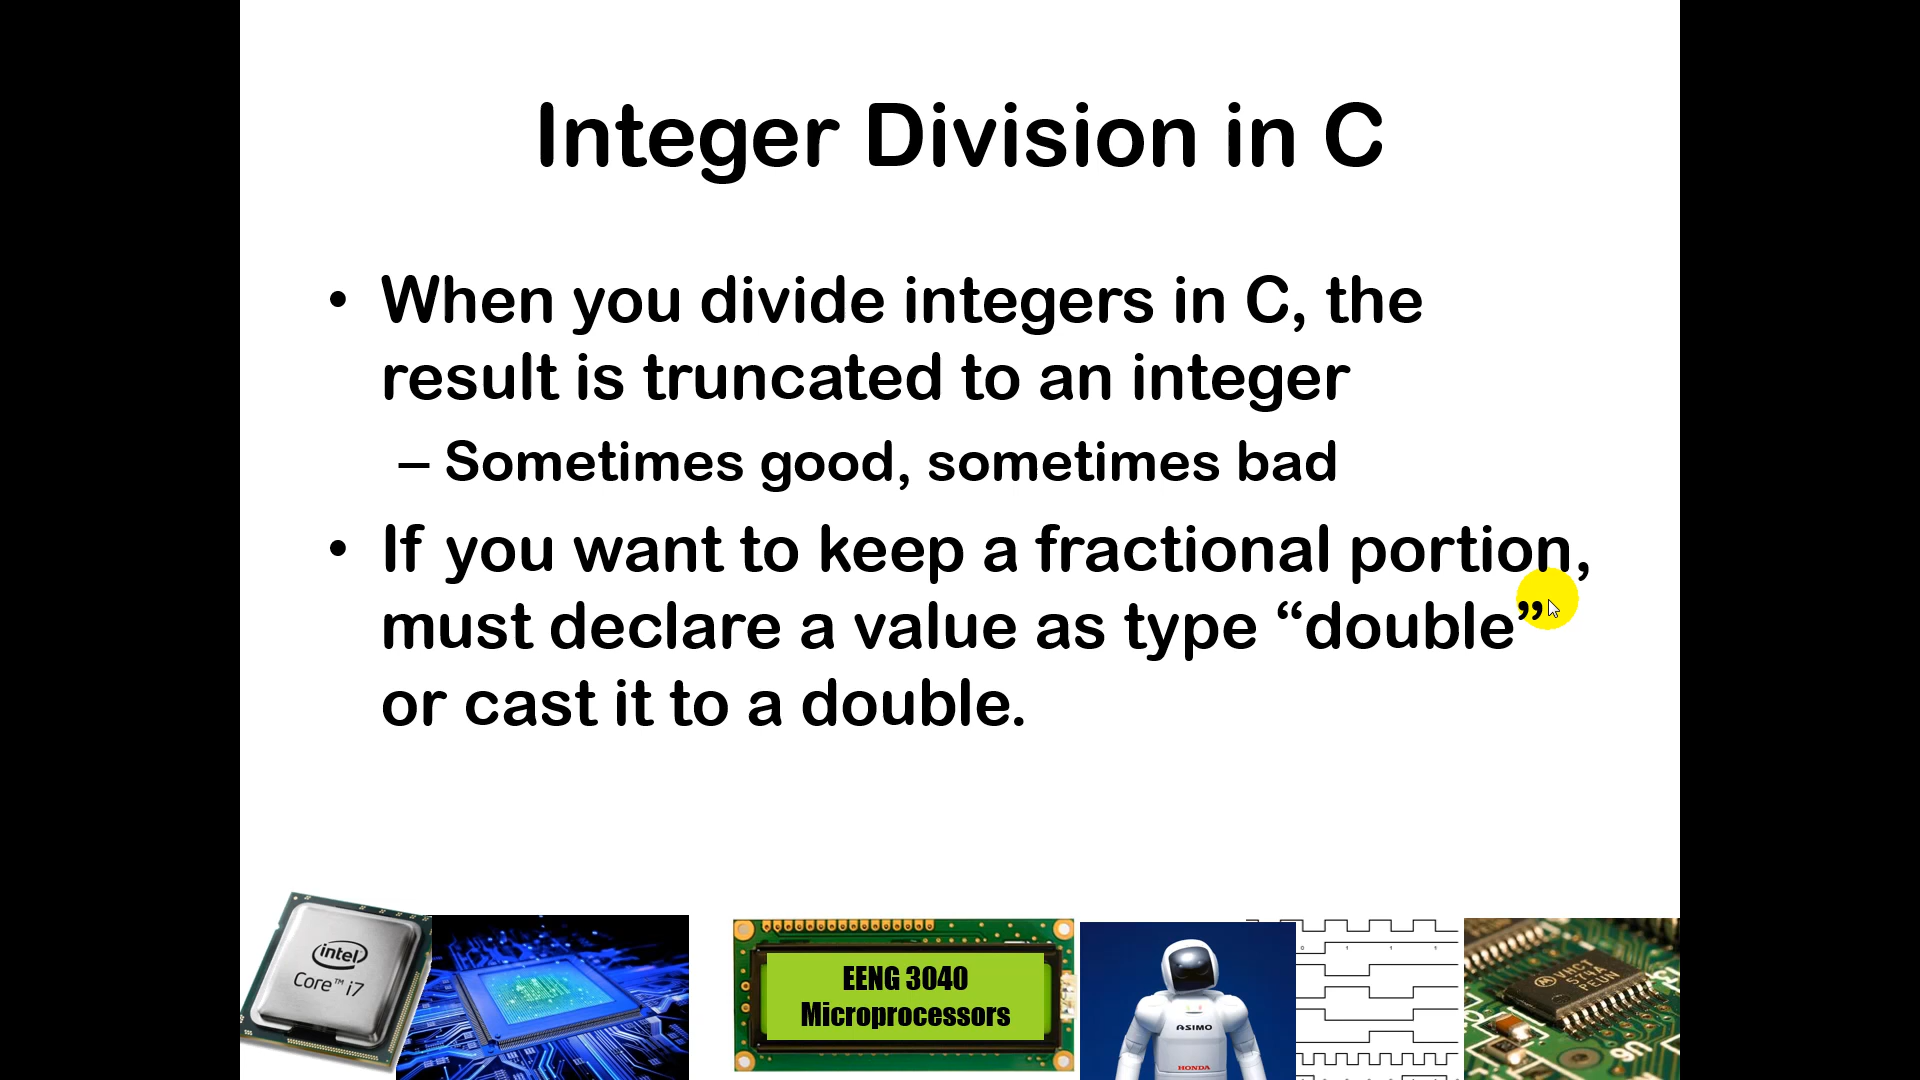 Integer Division in C
• When you divide integers in C, the
result is truncated to an integer
– Sometimes good, sometimes bad
• If you want to keep a fractional portion,
must declare a value as type “double”
or cast it to a double.
intel
Core™ i7
EENG 3040
Microprocessors
ASIMO
HONDA
VHCT
574A